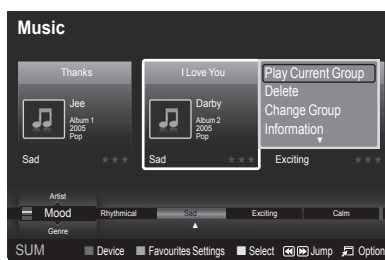 Music
Thanks
Jee
Album 1
2005
Pop
Sad
I Love You
Darby
Album 2
2005
Pop
Sad
Play Current Group
Delete
Change Group
Information
Exciting
Artist
Mood Rhythmical Sad Exciting Calm
Genre
SUM Device Favourites Settings Select Jump Option